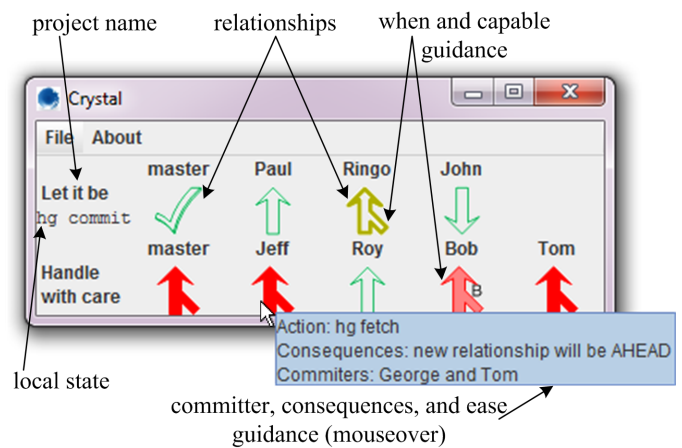 project name
relationships
when and capable
guidance
Crystal
File About
master Paul Ringo John
Let it be
hg commit
master Jeff Roy Bob Tom
Handle
with care
B
Action: hg fetch
Consequences: new relationship will be AHEAD
Commiters: George and Tom
local state
committer, consequences, and ease
guidance (mouseover)